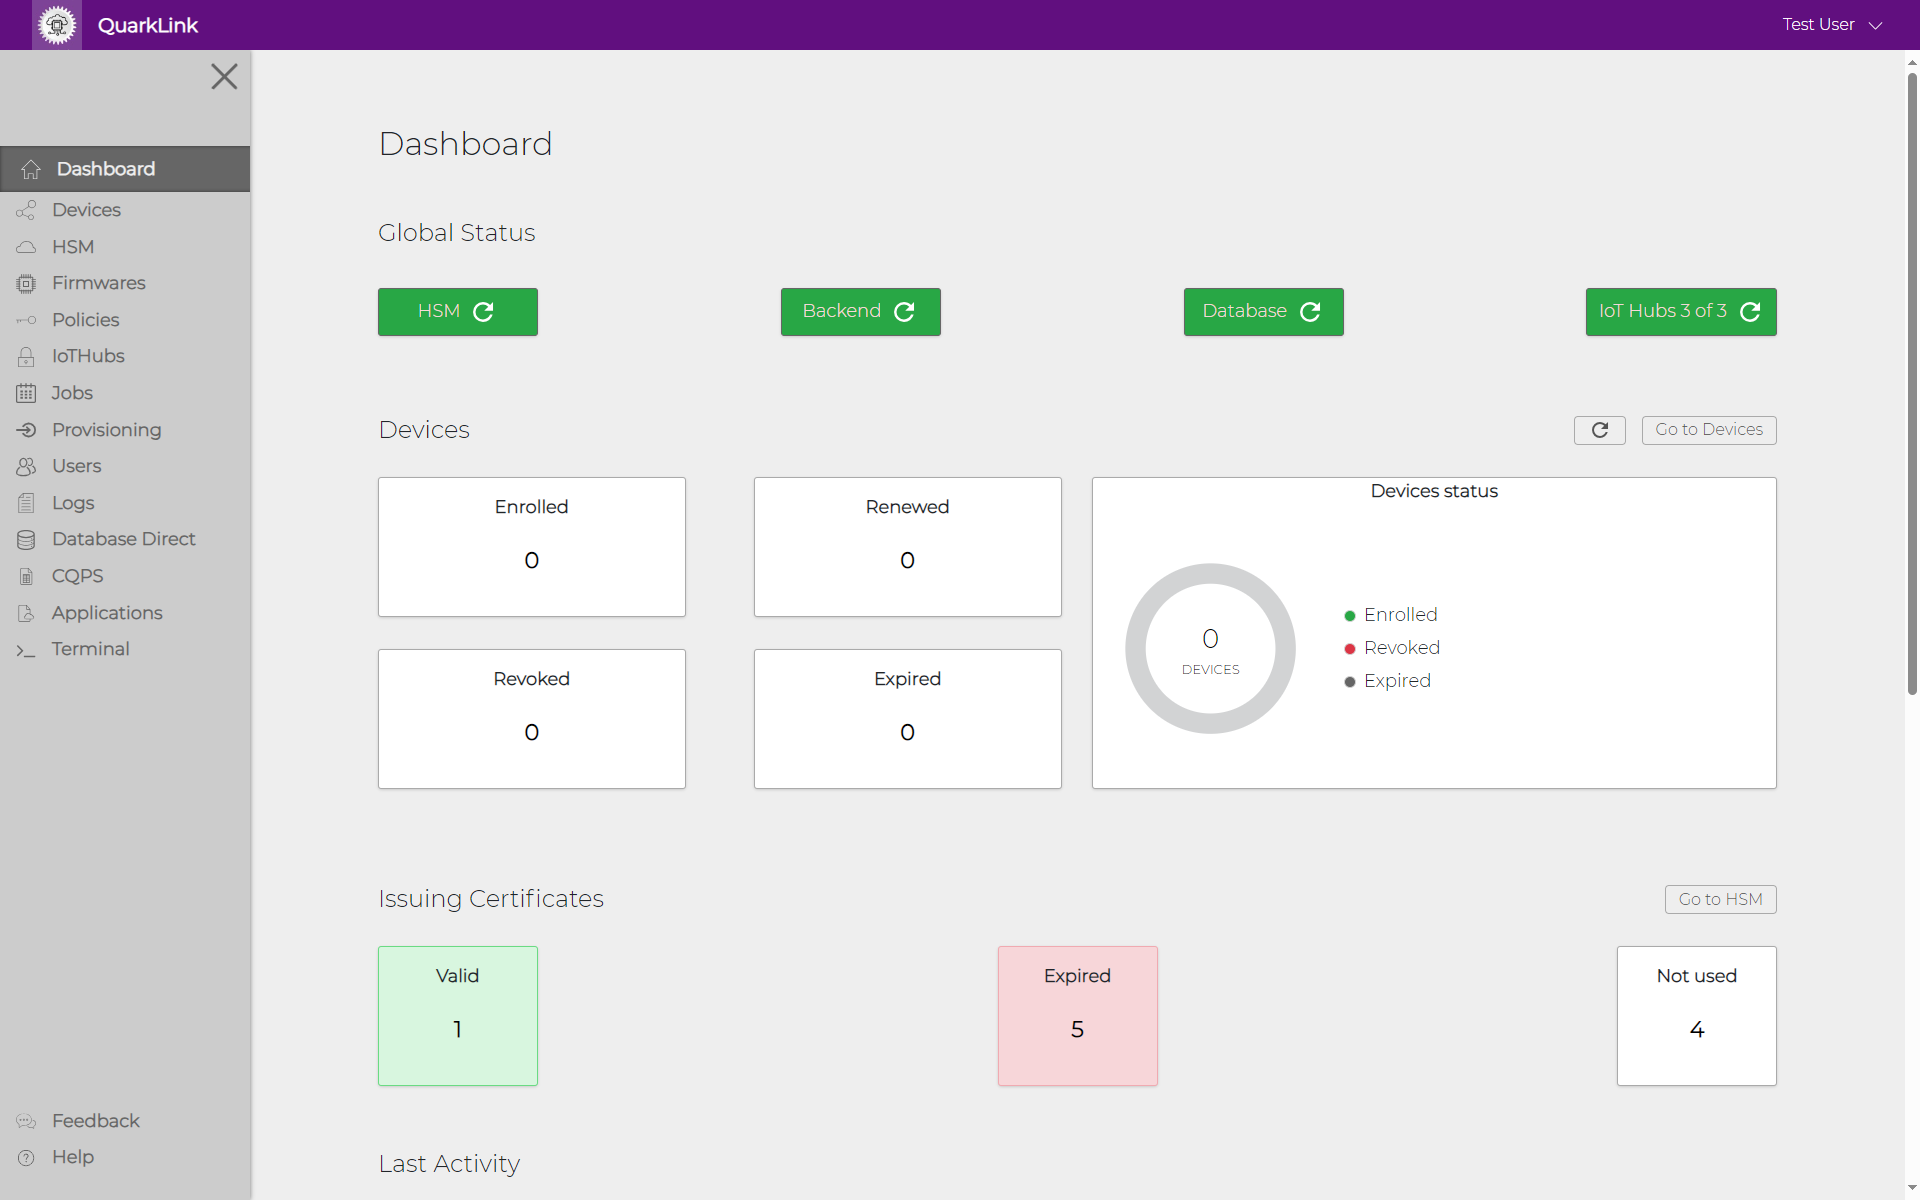 QuarkLink
Test User
Dashboard
Devices
HSM
Firmwares
Policies
IoTHubs
Jobs
Provisioning
Users
Logs
Database Direct
CQPS
Applications
Terminal
Feedback
Help
Dashboard
Global Status
HSM
Backend
Database
IoT Hubs 3 of 3
Devices
Go to Devices
Enrolled
0
Renewed
0
Revoked
0
Expired
0
Devices status
0
DEVICES
Enrolled
Revoked
Expired
Issuing Certificates
Go to HSM
Valid
1
Expired
5
Not used
4
Last Activity